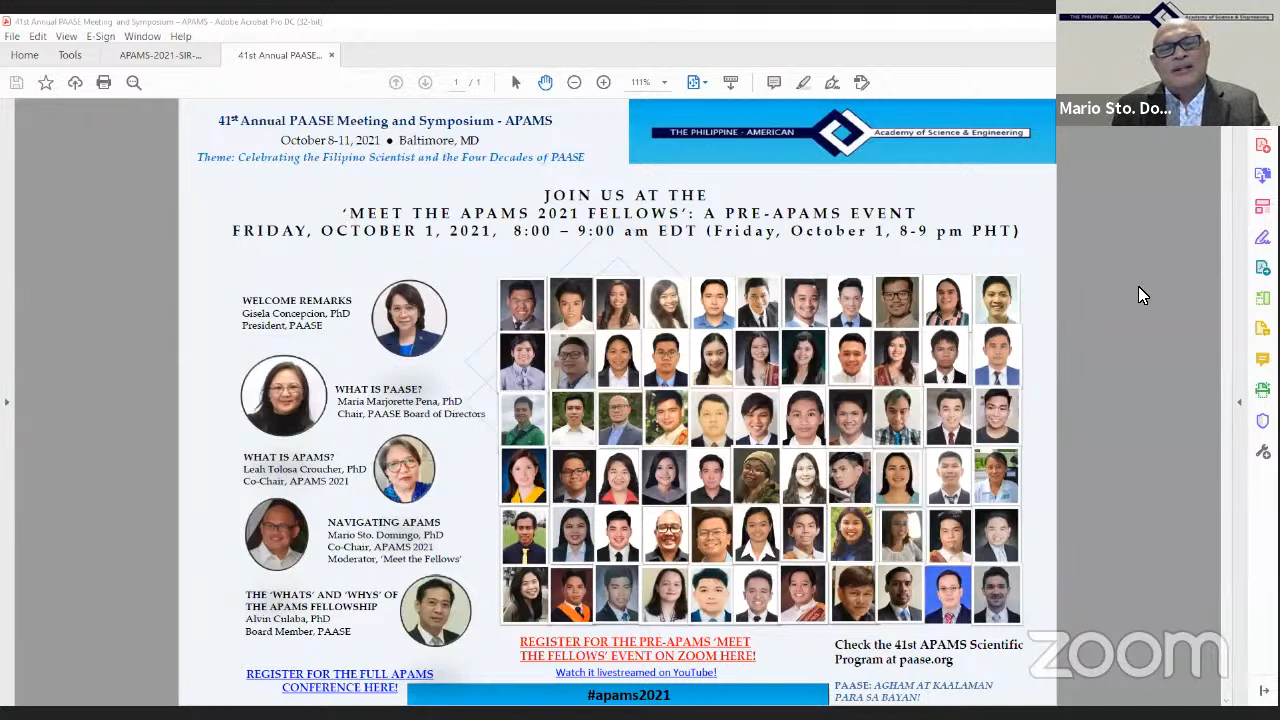 41st Annual PAASE Meeting and Symposium – APAMS - Adobe Acrobat Pro DC (32-bit)
File Edit View E-Sign Window Help
Home Tools APAMS-2021-SIR-... 41st Annual PAASE... ×
1 / 1 111%
THE PHILIPPINE - AMERICAN Academy of Science & Engineering
Mario Sto. Do...
41st Annual PAASE Meeting and Symposium - APAMS
October 8-11, 2021 • Baltimore, MD
Theme: Celebrating the Filipino Scientist and the Four Decades of PAASE
THE PHILIPPINE - AMERICAN Academy of Science & Engineering
JOIN US AT THE
‘MEET THE APAMS 2021 FELLOWS’: A PRE-APAMS EVENT
FRIDAY, OCTOBER 1, 2021, 8:00 – 9:00 am EDT (Friday, October 1, 8-9 pm PHT)
WELCOME REMARKS
Gisela Concepcion, PhD
President, PAASE
WHAT IS PAASE?
Maria Marjorette Pena, PhD
Chair, PAASE Board of Directors
WHAT IS APAMS?
Leah Tolosa Croucher, PhD
Co-Chair, APAMS 2021
NAVIGATING APAMS
Mario Sto. Domingo, PhD
Co-Chair, APAMS 2021
Moderator, ‘Meet the Fellows’
THE ‘WHATS’ AND ‘WHYS’ OF
THE APAMS FELLOWSHIP
Alvin Culaba, PhD
Board Member, PAASE
REGISTER FOR THE FULL APAMS
CONFERENCE HERE!
REGISTER FOR THE PRE-APAMS ‘MEET
THE FELLOWS’ EVENT ON ZOOM HERE!
Watch it livestreamed on YouTube!
#apams2021
Check the 41st APAMS Scientific
Program at paase.org
PAASE: AGHAM AT KAALAMAN
PARA SA BAYAN!
zoom